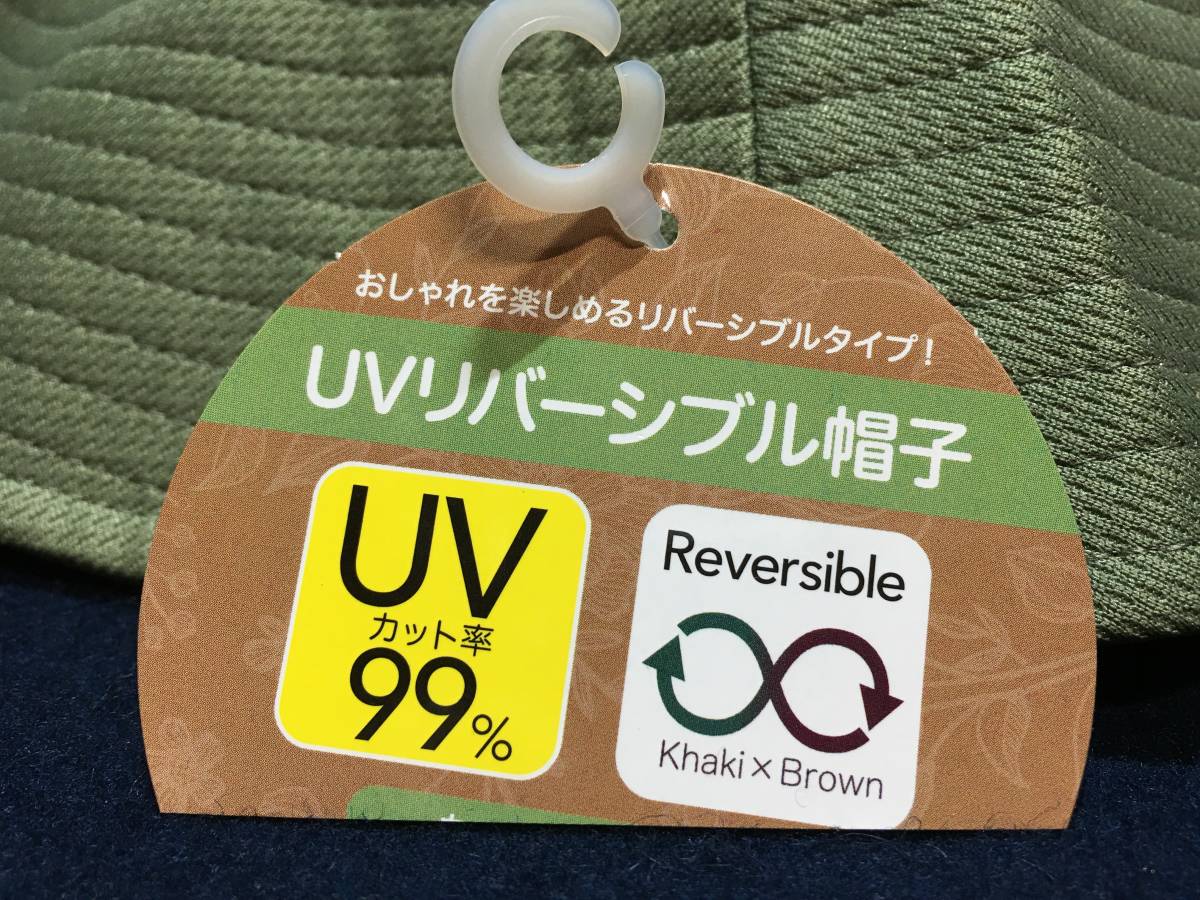 おしゃれを楽しめるリバーシブルタイプ!
UVリバーシブル帽子
UV
カット率
99%
Reversible
Khaki×Brown